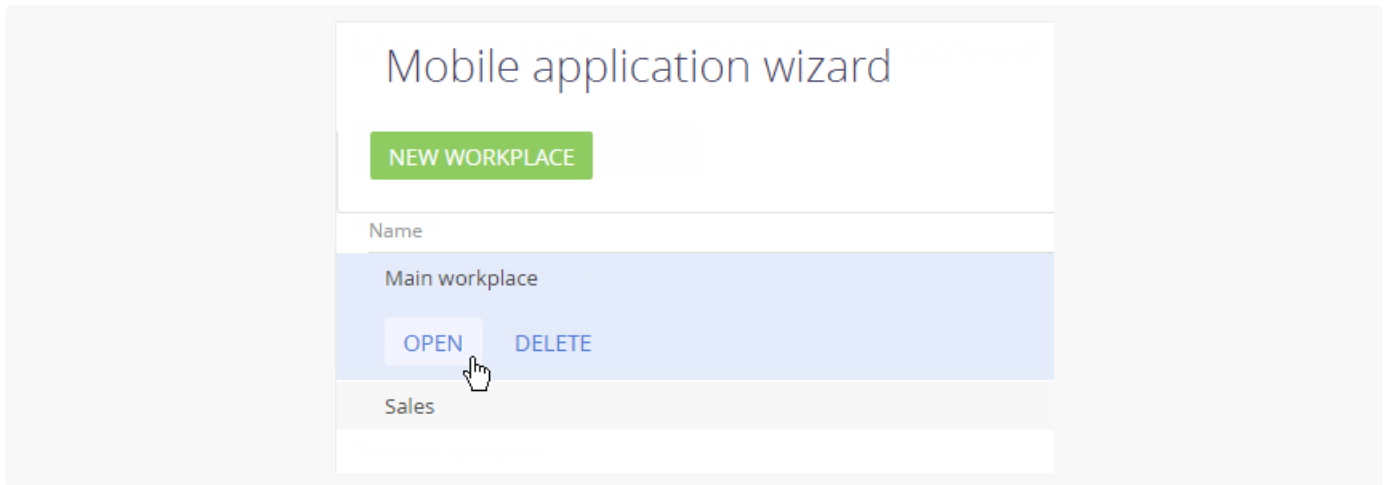 Mobile application wizard
NEW WORKPLACE
Name
Main workplace
OPEN DELETE
Sales